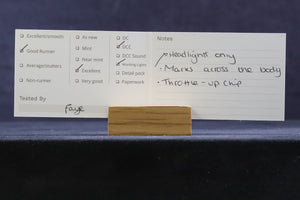 Excellent/smooth
Good Runner
Average/stutters
Non-runner
Tested By
Faye
As new
Mint
Near mint
Excellent
Very good
DC
DCC
DCC Sound
Working Lights
Detail pack
Paperwork
Notes
Headlights only
- Marks across the body
- Throttle-up chip